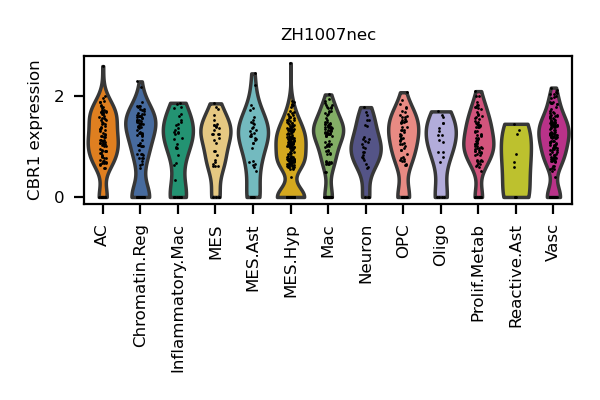 ZH1007nec
CBR1 expression
2
0
AC
Chromatin.Reg
Inflammatory.Mac
MES
MES.Ast
MES.Hyp
Mac
Neuron
OPC
Oligo
Prolif.Metab
Reactive.Ast
Vasc